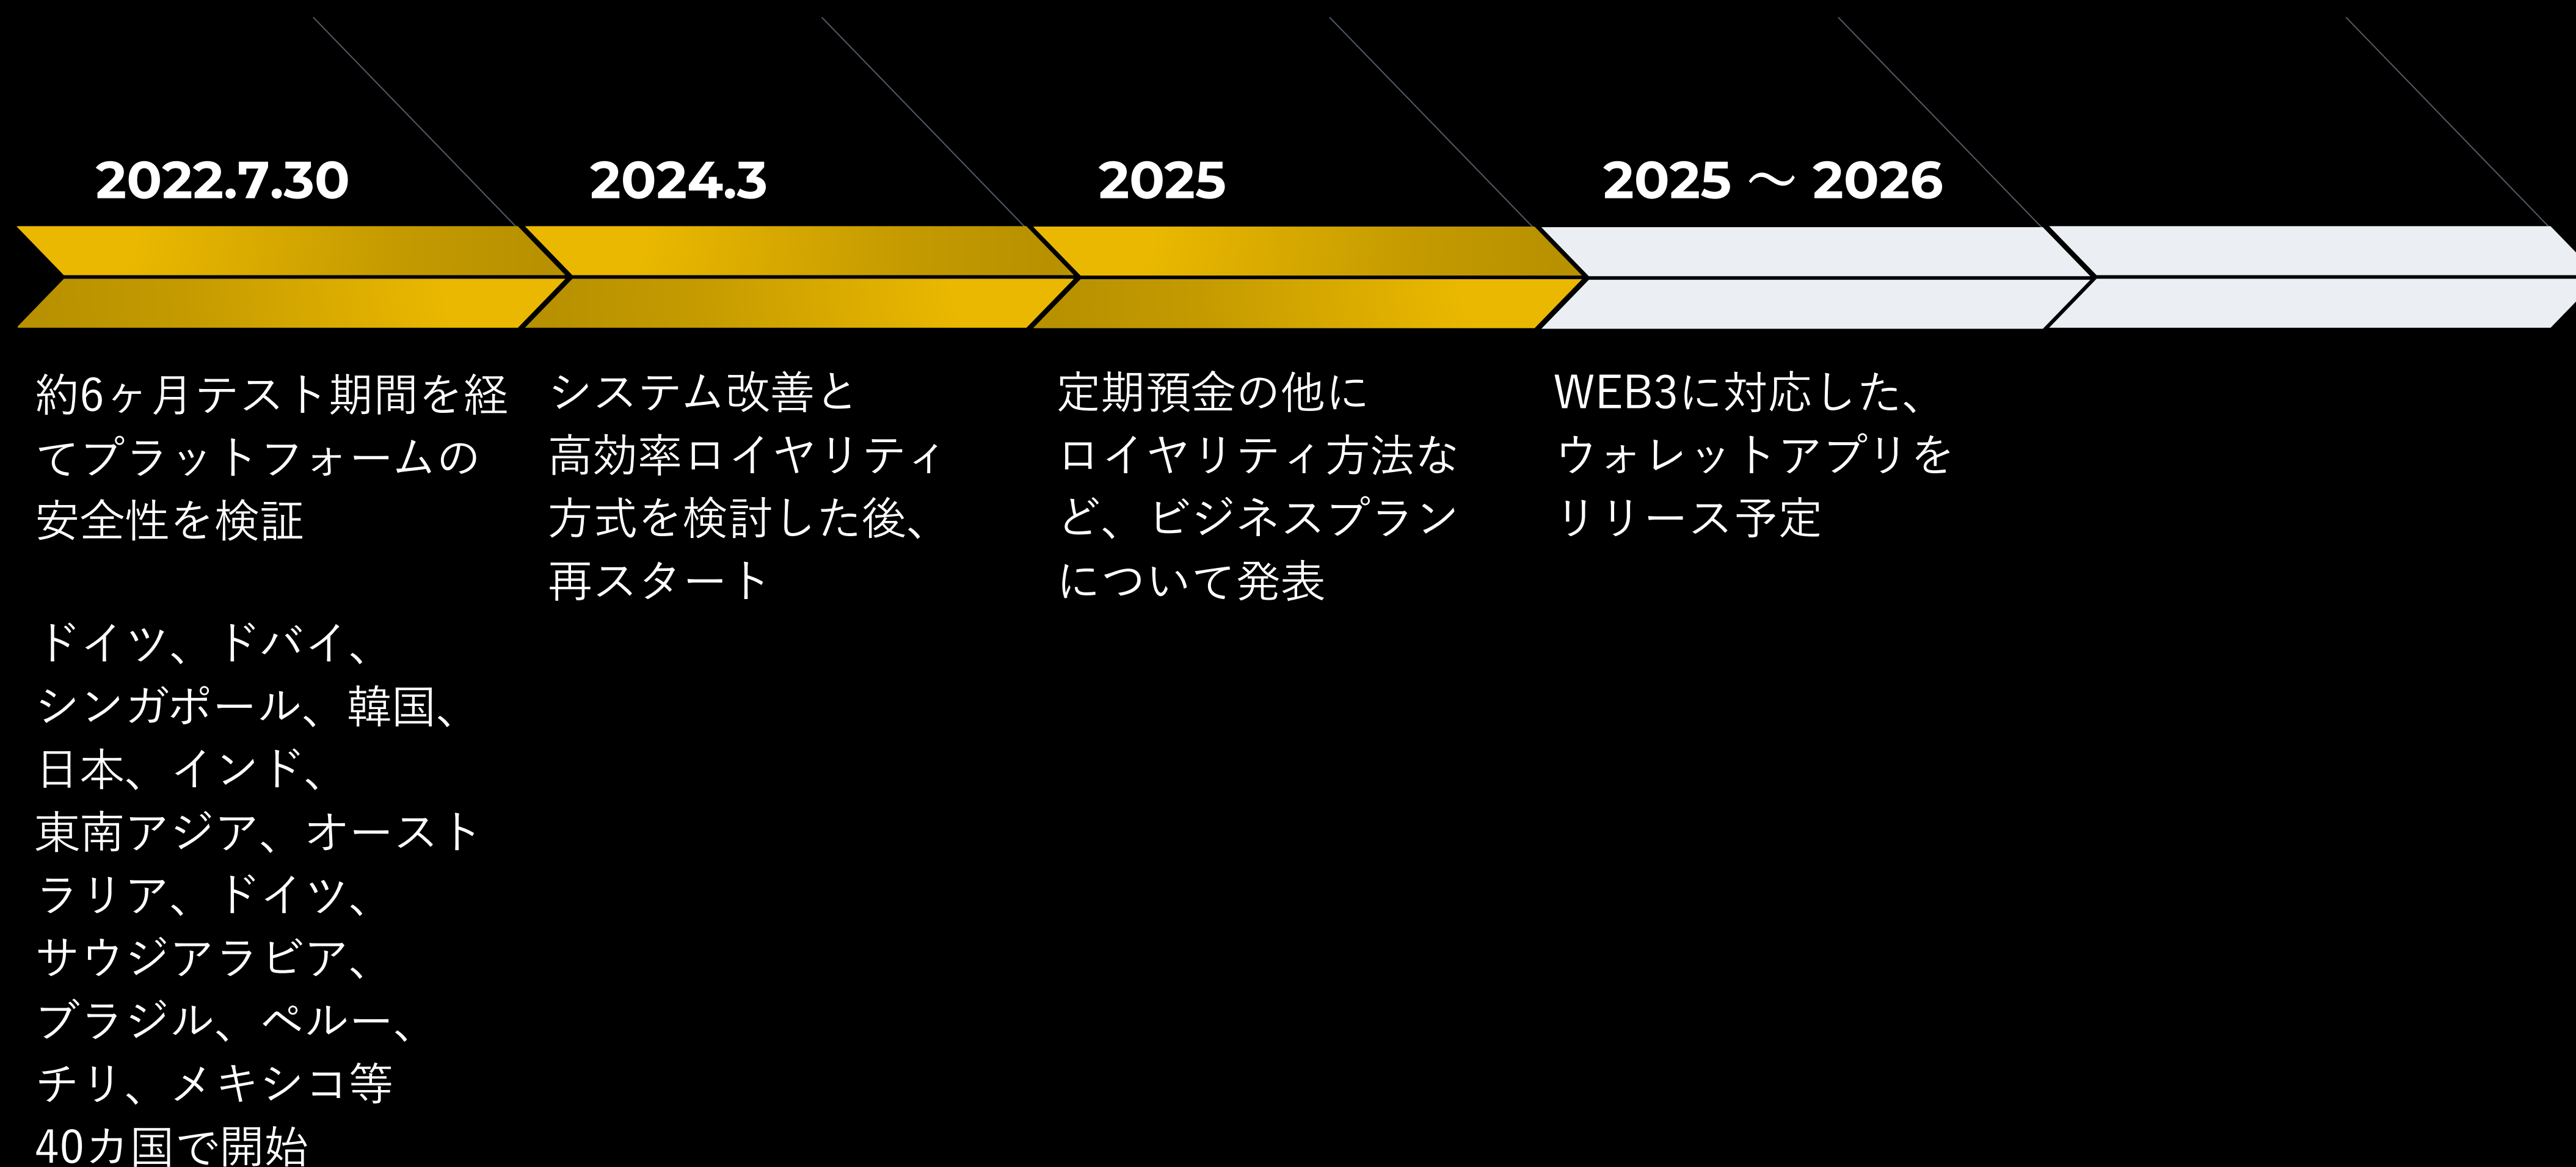 2022.7.30
約6ヶ月テスト期間を経
てプラットフォームの
安全性を検証
ドイツ、ドバイ、
シンガポール、韓国、
日本、インド、
東南アジア、オースト
ラリア、ドイツ、
サウジアラビア、
ブラジル、ペルー、
チリ、メキシコ等
40カ国で開始
2024.3
システム改善と
高効率ロイヤリティ
方式を検討した後、
再スタート
2025
定期預金の他に
ロイヤリティ方法な
ど、ビジネスプラン
について発表
2025 〜 2026
WEB3に対応した、
ウォレットアプリを
リリース予定